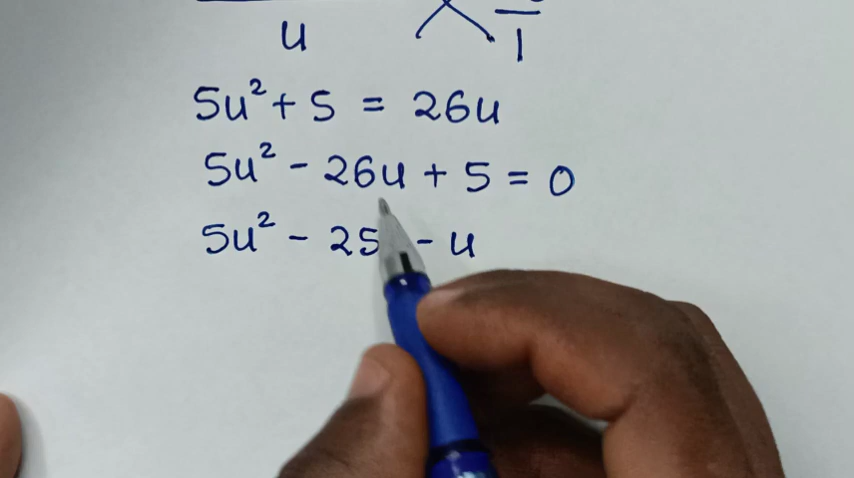 u 1
5u² + 5 = 26u
5u² - 26u + 5 = 0
5u² - 25 - u